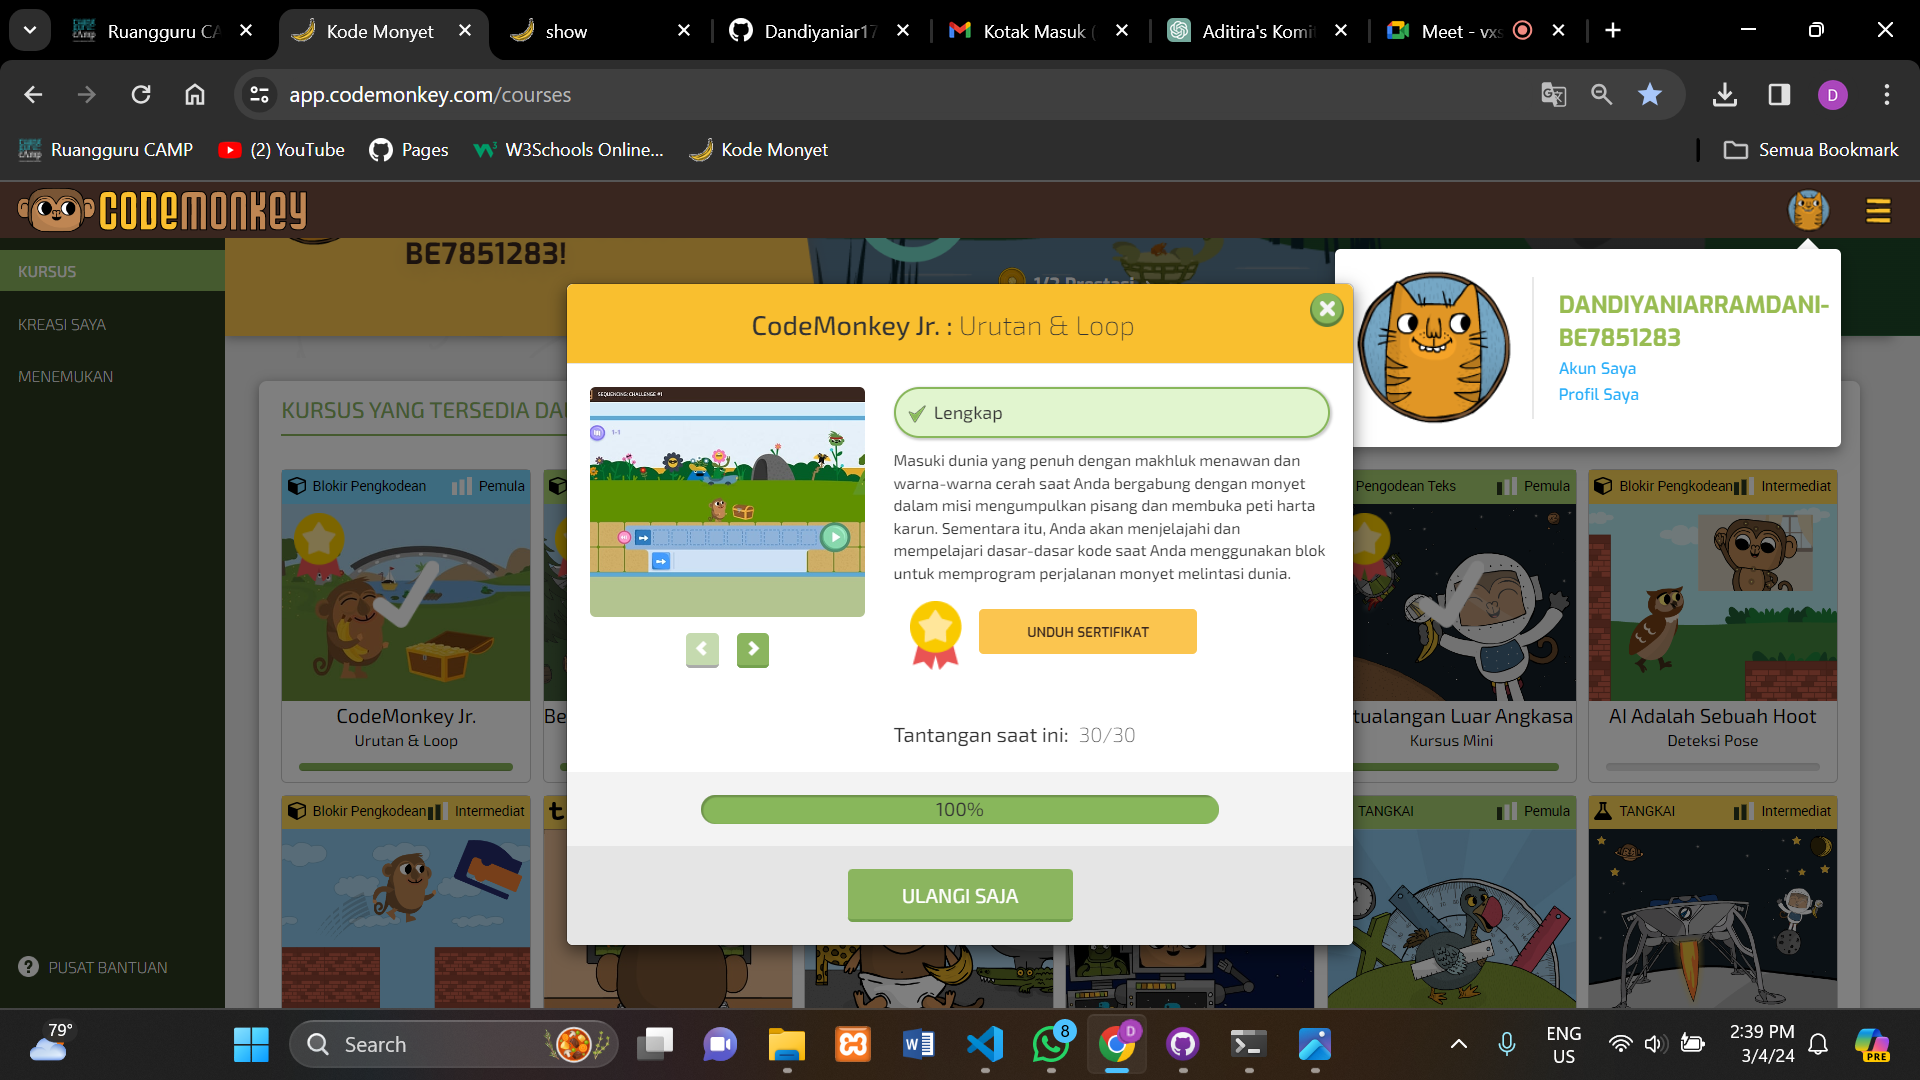 Ruangguru CA
Kode Monyet
show
Dandiyaniar17
Kotak Masuk (
Aditira's Komi
Meet - vxs
app.codemonkey.com/courses
D
Ruangguru CAMP
(2) YouTube
Pages
W3Schools Online...
Kode Monyet
Semua Bookmark
CODEMONKEY
KURSUS
KREASI SAYA
MENEMUKAN
PUSAT BANTUAN
BE7851283!
DANDIYANIARRAMDANI-
BE7851283
Akun Saya
Profil Saya
CodeMonkey Jr. : Urutan & Loop
SEQUENCING: CHALLENGE #1
1-1
Lengkap
Masuki dunia yang penuh dengan makhluk menawan dan
warna-warna cerah saat Anda bergabung dengan monyet
dalam misi mengumpulkan pisang dan membuka peti harta
karun. Sementara itu, Anda akan menjelajahi dan
mempelajari dasar-dasar kode saat Anda menggunakan blok
untuk memprogram perjalanan monyet melintasi dunia.
UNDUH SERTIFIKAT
Tantangan saat ini: 30/30
100%
ULANGI SAJA
KURSUS YANG TERSEDIA DA
Blokir Pengkodean Pemula
CodeMonkey Jr.
Urutan & Loop
Be
Pengodean Teks Pemula
tualangan Luar Angkasa
Kursus Mini
Blokir Pengkodean Intermediat
AI Adalah Sebuah Hoot
Deteksi Pose
Blokir Pengkodean Intermediat
TANGKAI Pemula
TANGKAI Intermediat
79°
Search
8
D
PRE
ENG
US
2:39 PM
3/4/24